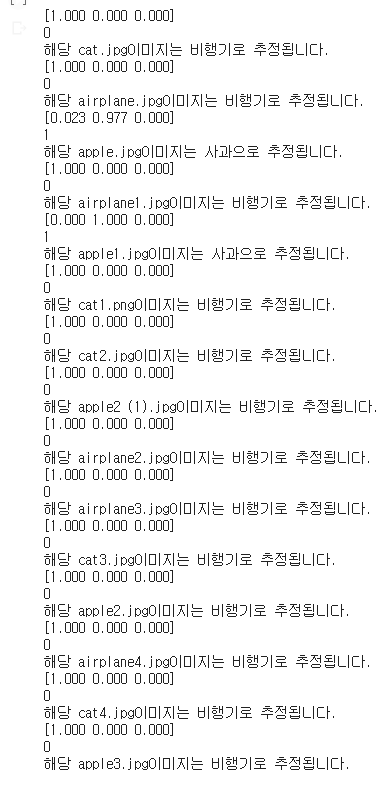 [1.000 0.000 0.000]
0
해당 cat.jpg이미지는 비행기로 추정됩니다.
[1.000 0.000 0.000]
0
해당 airplane.jpg이미지는 비행기로 추정됩니다.
[0.023 0.977 0.000]
1
해당 apple.jpg이미지는 사과으로 추정됩니다.
[1.000 0.000 0.000]
0
해당 airplane1.jpg이미지는 비행기로 추정됩니다.
[0.000 1.000 0.000]
1
해당 apple1.jpg이미지는 사과으로 추정됩니다.
[1.000 0.000 0.000]
0
해당 cat1.png이미지는 비행기로 추정됩니다.
[1.000 0.000 0.000]
0
해당 cat2.jpg이미지는 비행기로 추정됩니다.
[1.000 0.000 0.000]
0
해당 apple2 (1).jpg이미지는 비행기로 추정됩니다.
[1.000 0.000 0.000]
0
해당 airplane2.jpg이미지는 비행기로 추정됩니다.
[1.000 0.000 0.000]
0
해당 airplane3.jpg이미지는 비행기로 추정됩니다.
[1.000 0.000 0.000]
0
해당 cat3.jpg이미지는 비행기로 추정됩니다.
[1.000 0.000 0.000]
0
해당 apple2.jpg이미지는 비행기로 추정됩니다.
[1.000 0.000 0.000]
0
해당 airplane4.jpg이미지는 비행기로 추정됩니다.
[1.000 0.000 0.000]
0
해당 cat4.jpg이미지는 비행기로 추정됩니다.
[1.000 0.000 0.000]
0
해당 apple3.jpg이미지는 비행기로 추정됩니다.